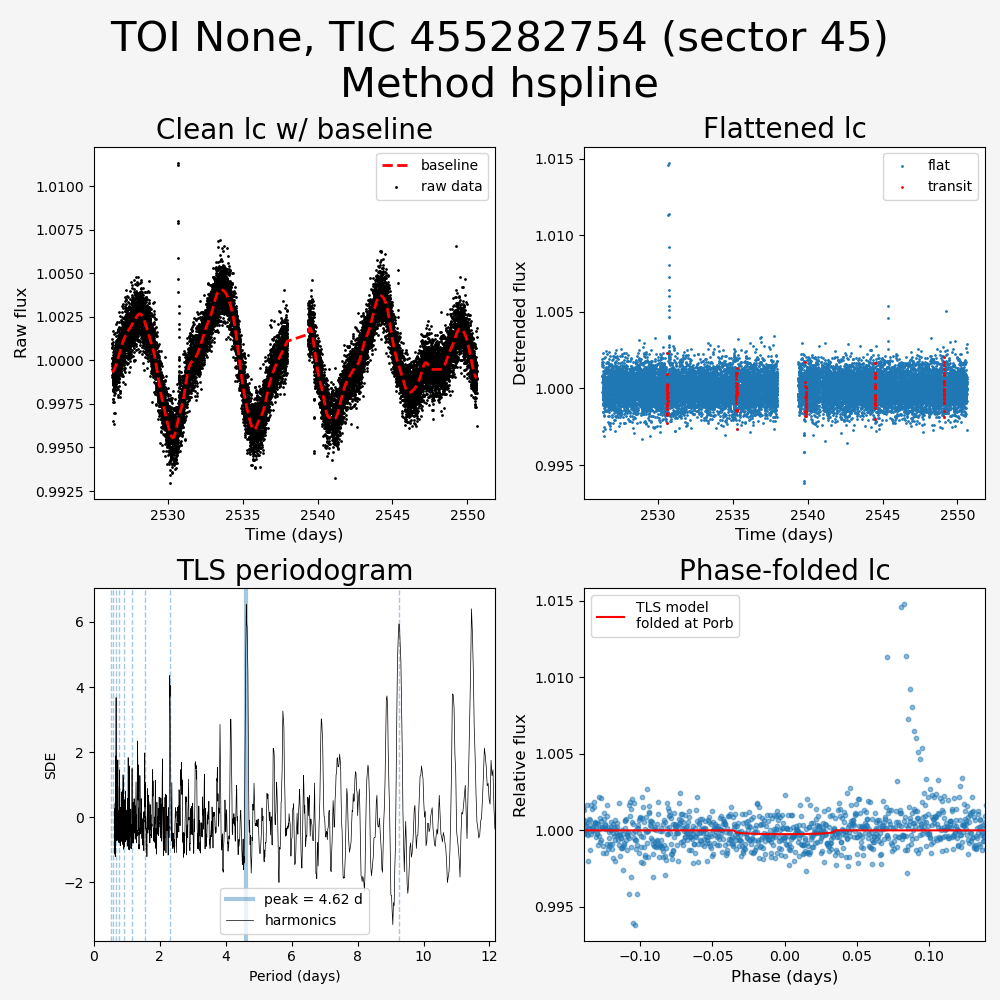 TOI None, TIC 455282754 (sector 45)
Method hspline
Clean lc w/ baseline
baseline
raw data
1.0100
1.0075
1.0050
1.0025
1.0000
0.9975
0.9950
0.9925
Raw flux
2530
2535
2540
2545
2550
Time (days)
Flattened lc
flat
transit
1.015
1.010
1.005
1.000
0.995
Detrended flux
2530
2535
2540
2545
2550
Time (days)
TLS periodogram
6
4
2
0
−2
SDE
peak = 4.62 d
harmonics
0
2
4
6
8
10
12
Period (days)
Phase-folded lc
TLS model
folded at Porb
1.015
1.010
1.005
1.000
0.995
Relative flux
−0.10
−0.05
0.00
0.05
0.10
Phase (days)